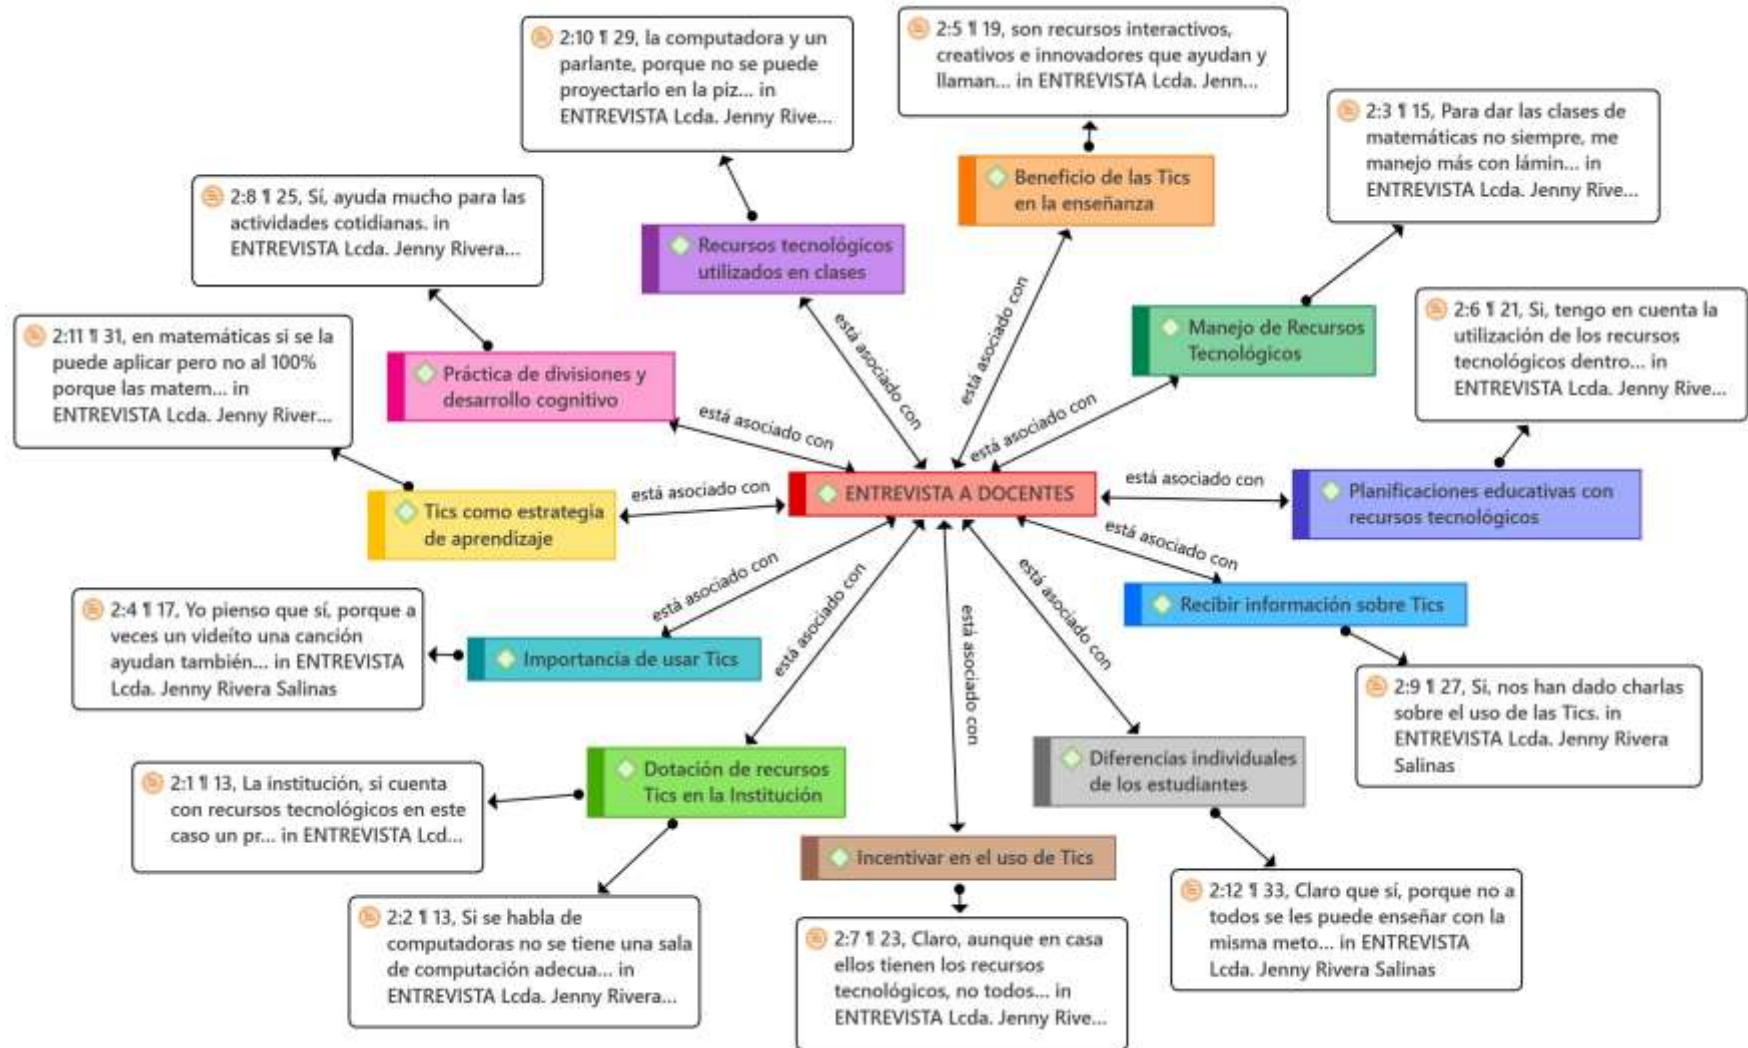 2:10 ¶ 29, la computadora y un
parlante, porque no se puede
proyectarlo en la piz... in
ENTREVISTA Lcda. Jenny Rive...
2:5 ¶ 19, son recursos interactivos,
creativos e innovadores que ayudan y
llaman... in ENTREVISTA Lcda. Jenn...
2:3 ¶ 15, Para dar las clases de
matemáticas no siempre, me
manejo más con lámin... in
ENTREVISTA Lcda. Jenny Rive...
Beneficio de las Tics
en la enseñanza
2:8 ¶ 25, Sí, ayuda mucho para las
actividades cotidianas. in
ENTREVISTA Lcda. Jenny Rivera...
Recursos tecnológicos
utilizados en clases
está asociado con
está asociado con
Manejo de Recursos
Tecnológicos
2:6 ¶ 21, Si, tengo en cuenta la
utilización de los recursos
tecnológicos dentro... in
ENTREVISTA Lcda. Jenny Rive...
2:11 ¶ 31, en matemáticas si se la
puede aplicar pero no al 100%
porque las matem... in
ENTREVISTA Lcda. Jenny River...
Práctica de divisiones y
desarrollo cognitivo
está asociado con
está asociado con
Tics como estrategia
de aprendizaje
está asociado con
ENTREVISTA A DOCENTES
está asociado con
Planificaciones educativas con
recursos tecnológicos
está asociado con
está asociado con
está asociado con
está asociado con
está asociado con
Recibir información sobre Tics
2:4 ¶ 17, Yo pienso que sí, porque a
veces un videíto una canción
ayudan también... in ENTREVISTA
Lcda. Jenny Rivera Salinas
Importancia de usar Tics
2:9 ¶ 27, Si, nos han dado charlas
sobre el uso de las Tics. in
ENTREVISTA Lcda. Jenny Rivera
Salinas
Dotación de recursos
Tics en la Institución
Diferencias individuales
de los estudiantes
2:1 ¶ 13, La institución, si cuenta
con recursos tecnológicos en este
caso un pr... in ENTREVISTA Lcd...
Incentivar en el uso de Tics
2:2 ¶ 13, Si se habla de
computadoras no se tiene una sala
de computación adecua... in
ENTREVISTA Lcda. Jenny Rivera...
2:7 ¶ 23, Claro, aunque en casa
ellos tienen los recursos
tecnológicos, no todos... in
ENTREVISTA Lcda. Jenny Rive...
2:12 ¶ 33, Claro que sí, porque no a
todos se les puede enseñar con la
misma meto... in ENTREVISTA
Lcda. Jenny Rivera Salinas